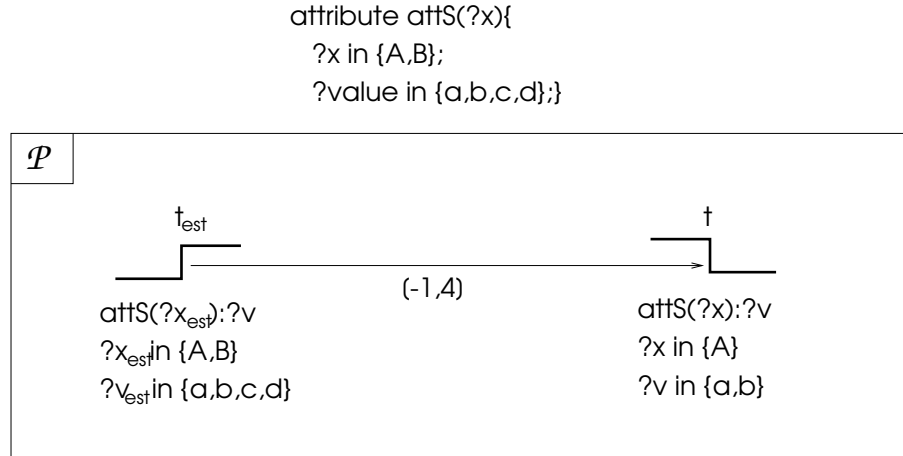 attribute attS(?x){
?x in {A,B};
?value in {a,b,c,d};}
P
t_est
t
(-1,4)
attS(?x_est):?v
?x_est in {A,B}
?v_est in {a,b,c,d}
attS(?x):?v
?x in {A}
?v in {a,b}